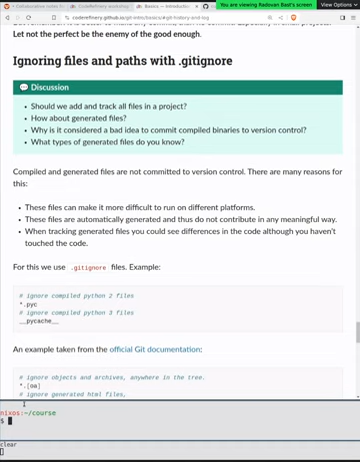 You are viewing Radovan Bast's screen
View Options
coderefinery.github.io/git-intro/basics/#git-history-and-log
Let not the perfect be the enemy of the good enough.
Ignoring files and paths with .gitignore
Discussion
• Should we add and track all files in a project?
• How about generated files?
• Why is it considered a bad idea to commit compiled binaries to version control?
• What types of generated files do you know?
Compiled and generated files are not committed to version control. There are many reasons for
this:
• These files can make it more difficult to run on different platforms.
• These files are automatically generated and thus do not contribute in any meaningful way.
• When tracking generated files you could see differences in the code although you haven't
touched the code.
For this we use .gitignore files. Example:
# ignore compiled python 2 files
*.pyc
# ignore compiled python 3 files
__pycache__
An example taken from the official Git documentation:
# ignore objects and archives, anywhere in the tree.
*.[oa]
# ignore generated html files,
nixos:~/course
$
clear